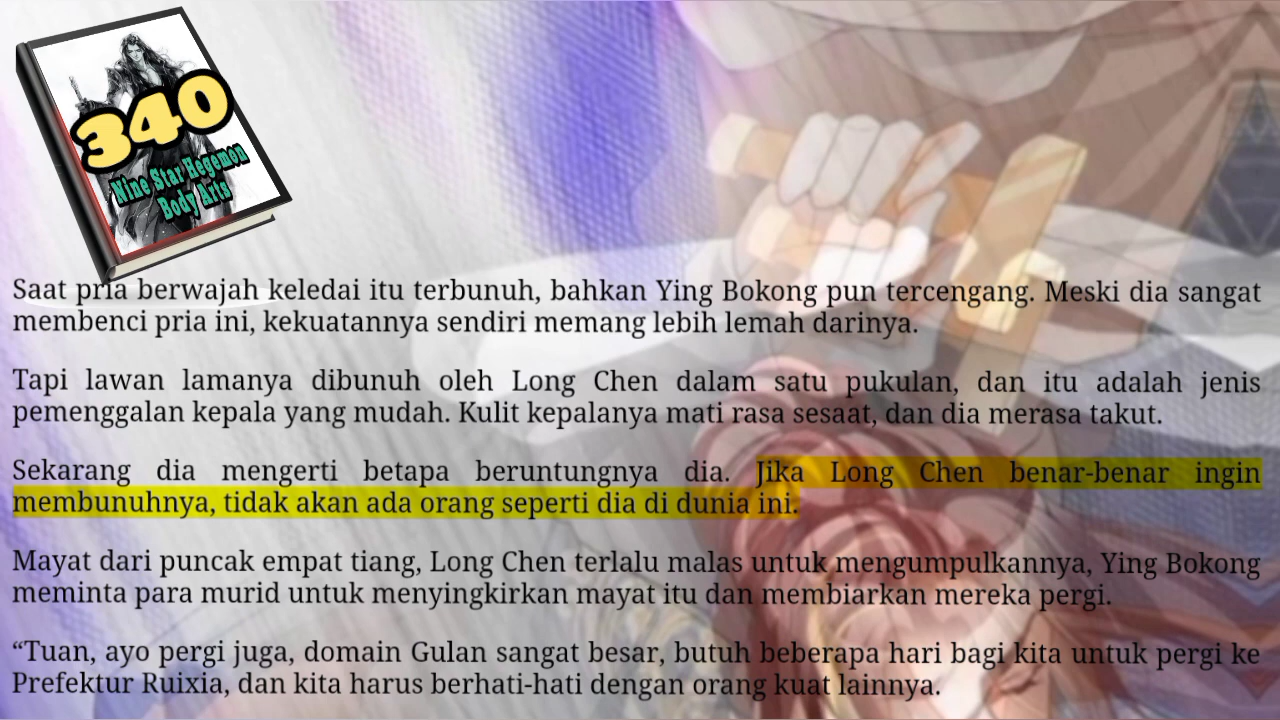 340
Nine Star Hegemon
Body Arts
Saat pria berwajah keledai itu terbunuh, bahkan Ying Bokong pun tercengang. Meski dia sangat
membenci pria ini, kekuatannya sendiri memang lebih lemah darinya.
Tapi lawan lamanya dibunuh oleh Long Chen dalam satu pukulan, dan itu adalah jenis
pemenggalan kepala yang mudah. Kulit kepalanya mati rasa sesaat, dan dia merasa takut.
Sekarang dia mengerti betapa beruntungnya dia. Jika Long Chen benar-benar ingin
membunuhnya, tidak akan ada orang seperti dia di dunia ini.
Mayat dari puncak empat tiang, Long Chen terlalu malas untuk mengumpulkannya, Ying Bokong
meminta para murid untuk menyingkirkan mayat itu dan membiarkan mereka pergi.
“Tuan, ayo pergi juga, domain Gulan sangat besar, butuh beberapa hari bagi kita untuk pergi ke
Prefektur Ruixia, dan kita harus berhati-hati dengan orang kuat lainnya.